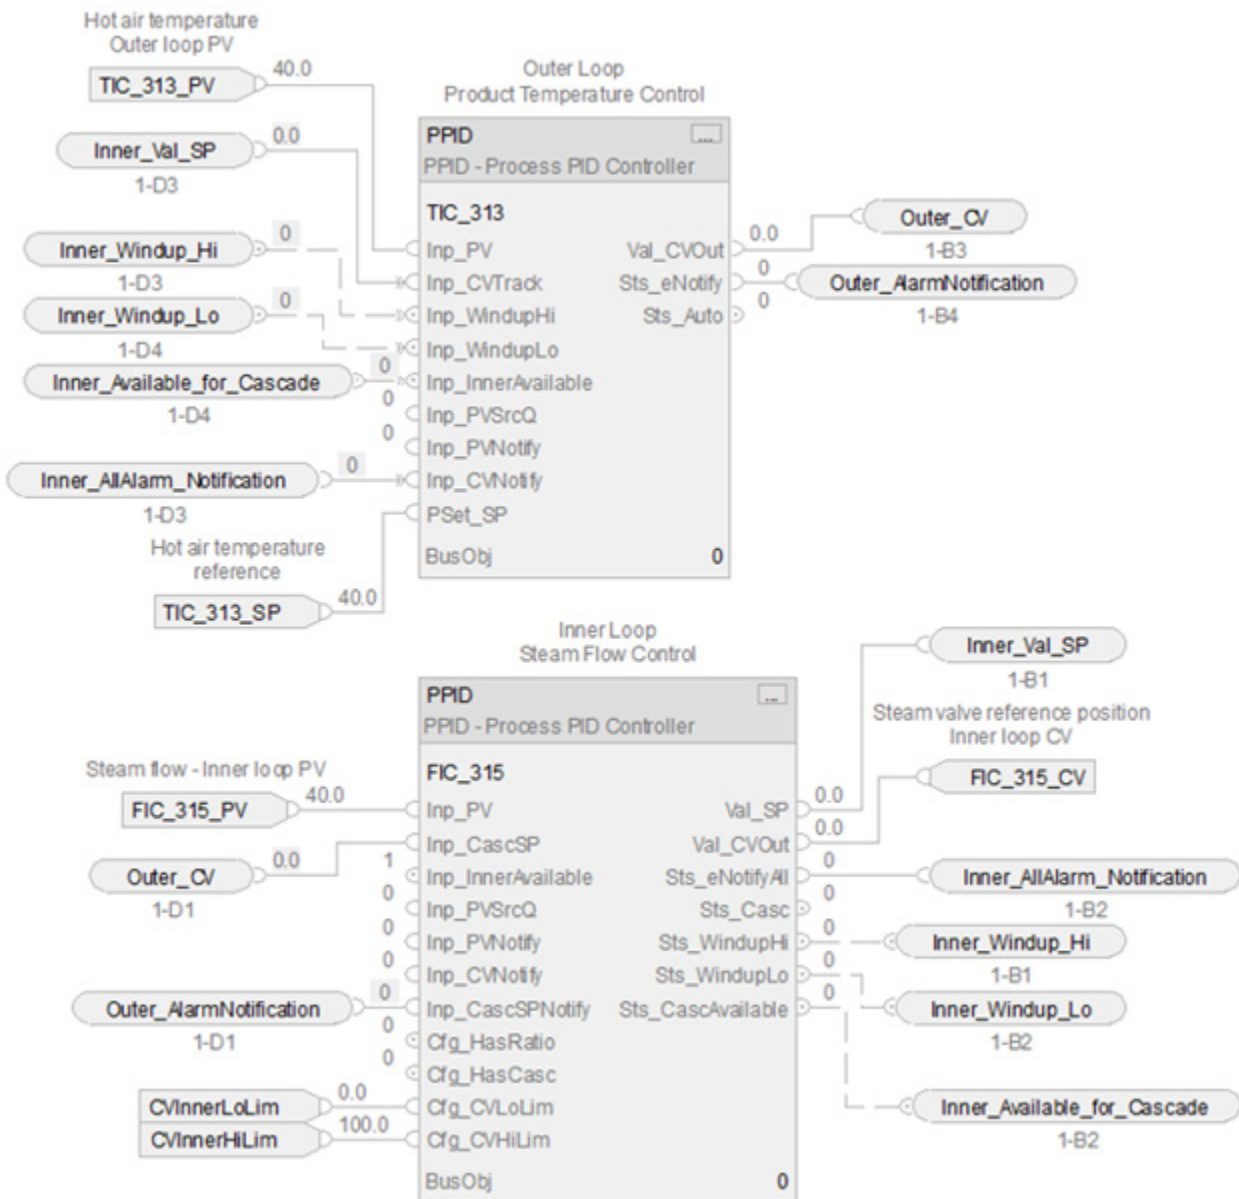 Hot air temperature
Outer loop PV
TIC_313_PV
40.0
Inner_Val_SP
0.0
1-D3
Inner_Windup_Hi
0
1-D3
Inner_Windup_Lo
0
1-D4
Inner_Available_for_Cascade
0
1-D4
0
0
Inner_AllAlarm_Notification
0
1-D3
Hot air temperature
reference
TIC_313_SP
40.0
Outer Loop
Product Temperature Control
PPID
...
PPID - Process PID Controller
TIC_313
Inp_PV
Val_CVOut
Inp_CVTrack
Sts_eNotify
Inp_WindupHi
Sts_Auto
Inp_WindupLo
Inp_InnerAvailable
Inp_PVSrcQ
Inp_PVNotify
Inp_CVNotify
PSet_SP
BusObj
0
0.0
Outer_CV
1-B3
0
Outer_AlarmNotification
0
1-B4
Inner Loop
Steam Flow Control
PPID
...
PPID - Process PID Controller
FIC_315
Inp_PV
Val_SP
Inp_CascSP
Val_CVOut
Inp_InnerAvailable
Sts_eNotifyAll
Inp_PVSrcQ
Sts_Casc
Inp_PVNotify
Sts_WindupHi
Inp_CVNotify
Sts_WindupLo
Inp_CascSPNotify
Sts_CascAvailable
Cfg_HasRatio
Cfg_HasCasc
Cfg_CVLoLim
Cfg_CVHiLim
BusObj
0
Steam flow - Inner loop PV
FIC_315_PV
40.0
Outer_CV
0.0
1-D1
1
0
0
0
Outer_AlarmNotification
0
1-D1
0
0
CVInnerLoLim
0.0
CVInnerHiLim
100.0
Inner_Val_SP
1-B1
Steam valve reference position
Inner loop CV
FIC_315_CV
0.0
0.0
0
Inner_AllAlarm_Notification
1-B2
0
0
Inner_Windup_Hi
1-B1
0
0
Inner_Windup_Lo
1-B2
Inner_Available_for_Cascade
1-B2